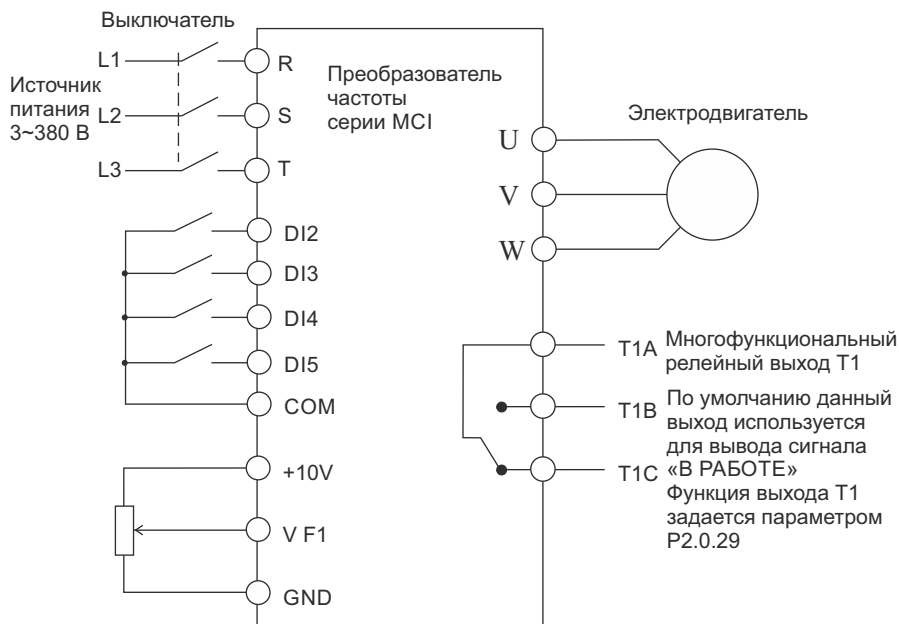 Выключатель
L1
L2
L3
Источник
питания
3~380 В
R
S
T
Преобразователь
частоты
серии MCI
Электродвигатель
U
V
W
DI2
DI3
DI4
DI5
COM
+10V
V F1
GND
T1A
T1B
T1C
Многофункциональный
релейный выход T1
По умолчанию данный
выход используется
для вывода сигнала
«В РАБОТЕ»
Функция выхода T1
задается параметром
P2.0.29